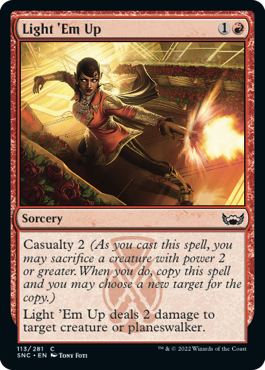 Light 'Em Up 1
Sorcery
Casualty 2 (As you cast this spell, you
may sacrifice a creature with power 2
or greater. When you do, copy this spell
and you may choose a new target for the
copy.)
Light 'Em Up deals 2 damage to
target creature or planeswalker.
113/281 C
SNC • EN Tony Foti
™ & © 2022 Wizards of the Coast